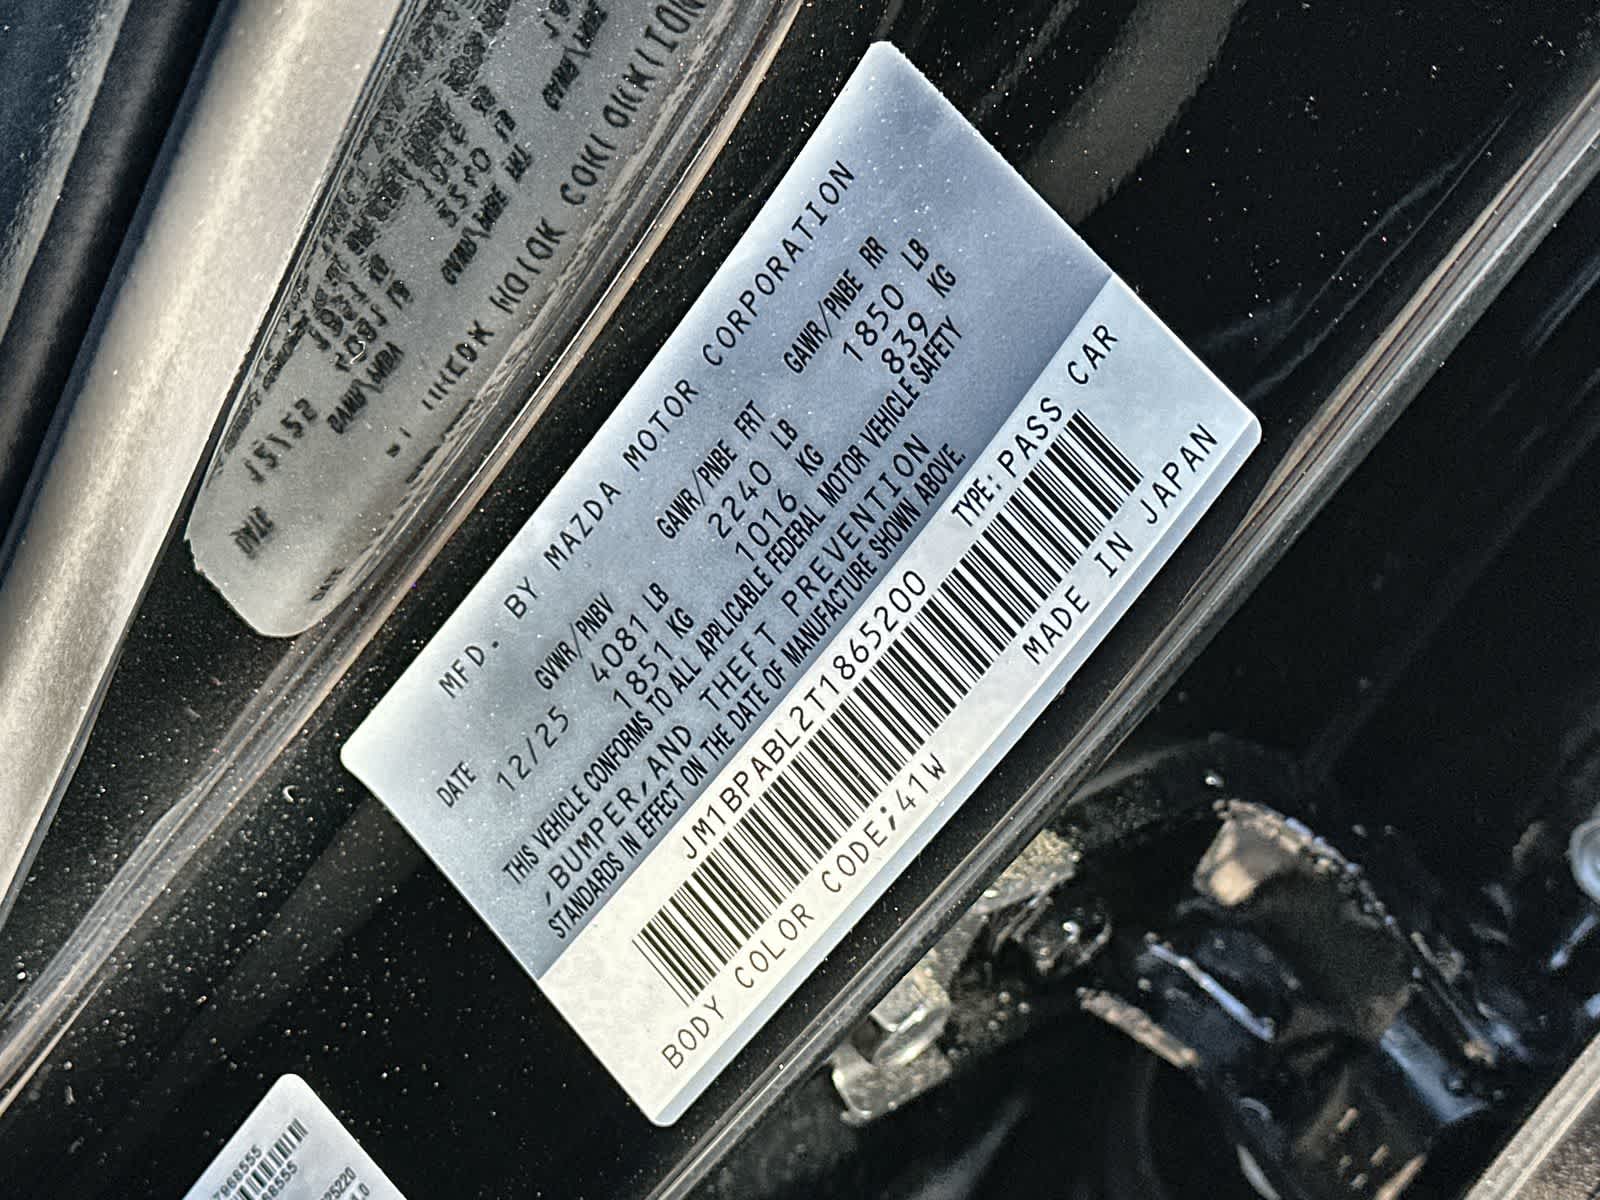 MFD. BY MAZDA MOTOR CORPORATION
DATE GVWR/PNBV GAWR/PNBE FRT GAWR/PNBE RR
12/25 4081 LB 2240 LB 1850 LB
1851 KG 1016 KG 839 KG
THIS VEHICLE CONFORMS TO ALL APPLICABLE FEDERAL MOTOR VEHICLE SAFETY
,BUMPER,AND THEFT PREVENTION
STANDARDS IN EFFECT ON THE DATE OF MANUFACTURE SHOWN ABOVE.
JM1BPABL2T1865200 TYPE:PASS CAR
BODY COLOR CODE;41W MADE IN JAPAN